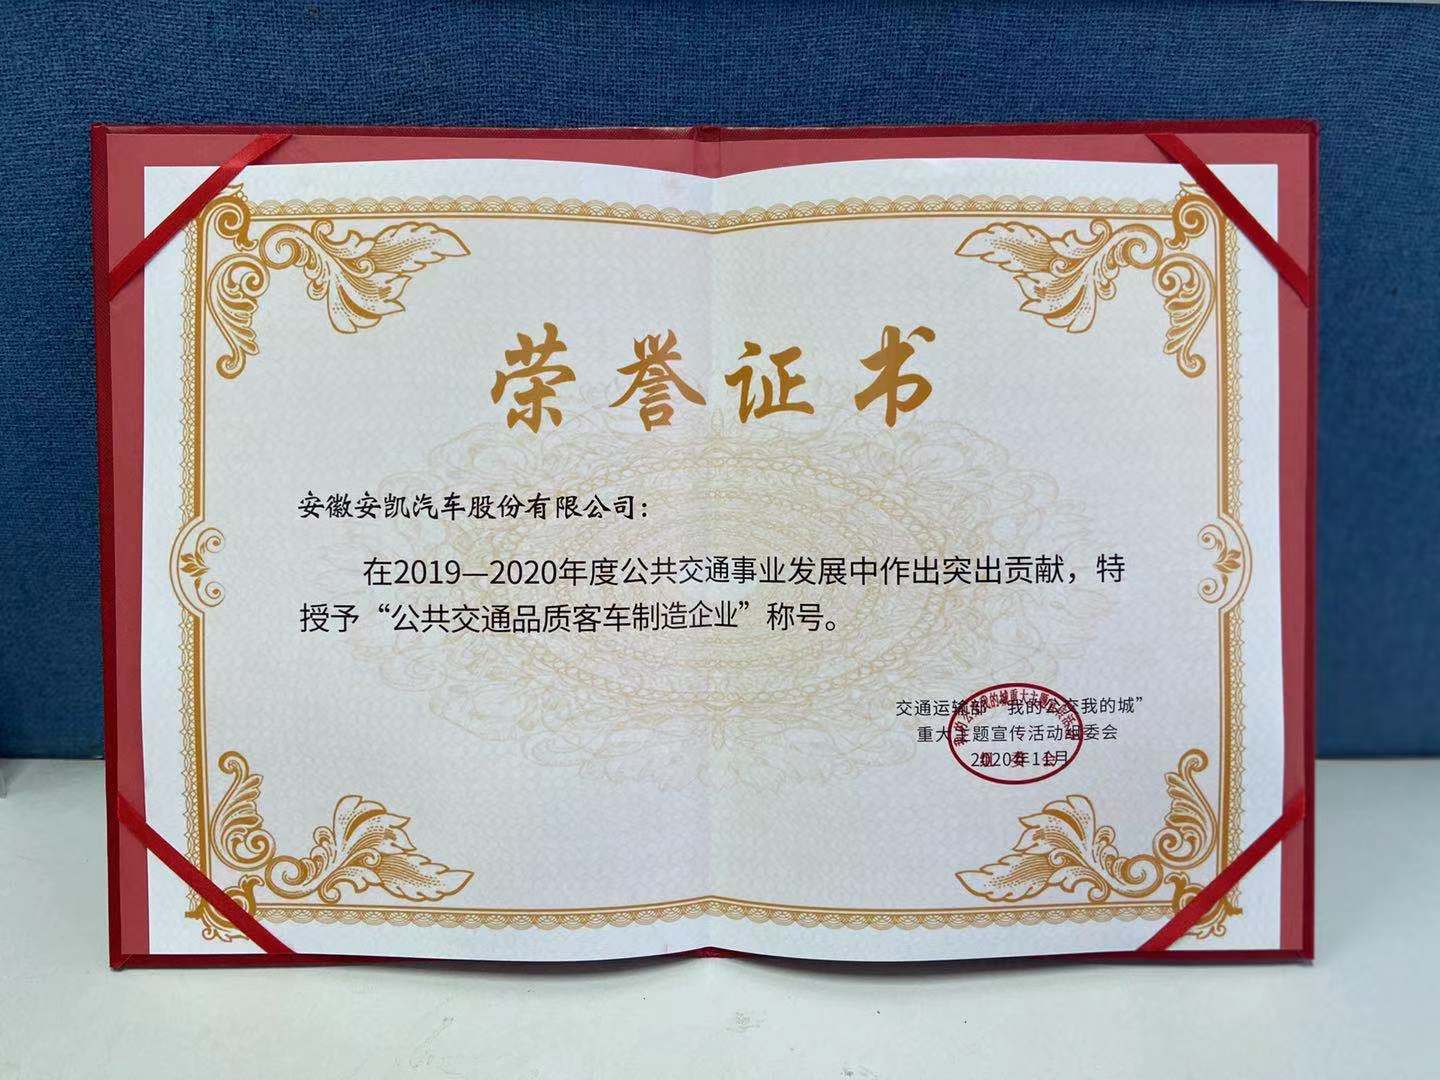 荣誉证书
安徽安凯汽车股份有限公司：
在2019—2020年度公共交通事业发展中作出突出贡献，特
授予“公共交通品质客车制造企业”称号。
交通运输部“我的公交我的城”
重大主题宣传活动组委会
2020年11月